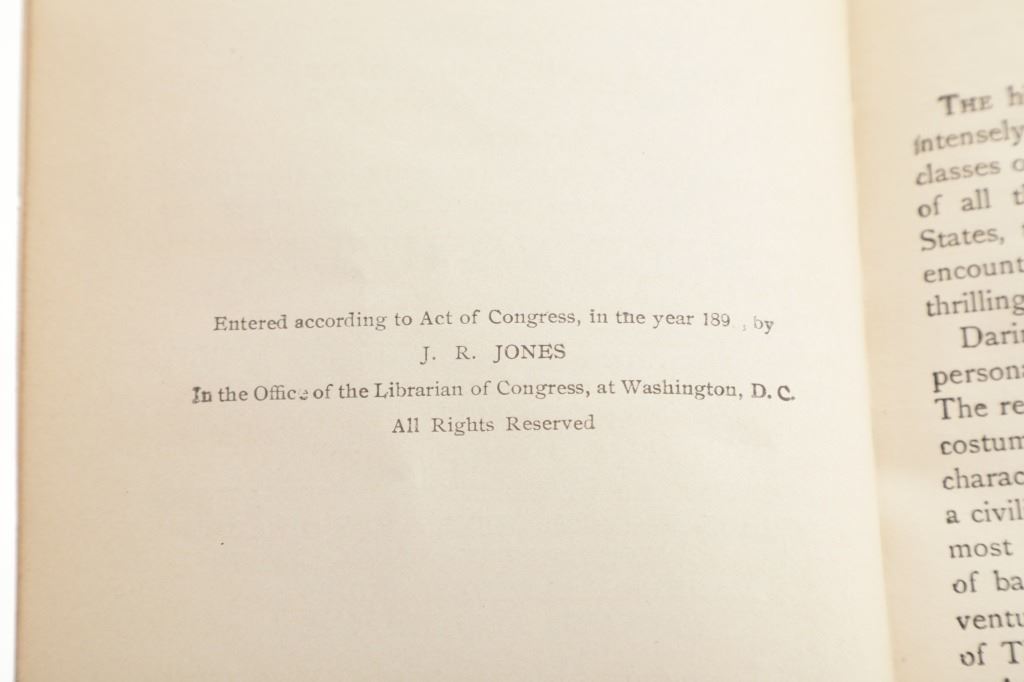 Entered according to Act of Congress, in the year 189 , by
J. R. JONES
In the Office of the Librarian of Congress, at Washington, D. C.
All Rights Reserved
THE
intensely
classes
of all
States,
encount
thrilling
Darin
persona
The re
costum
charac
a civil
most
of ba
ventu
of T